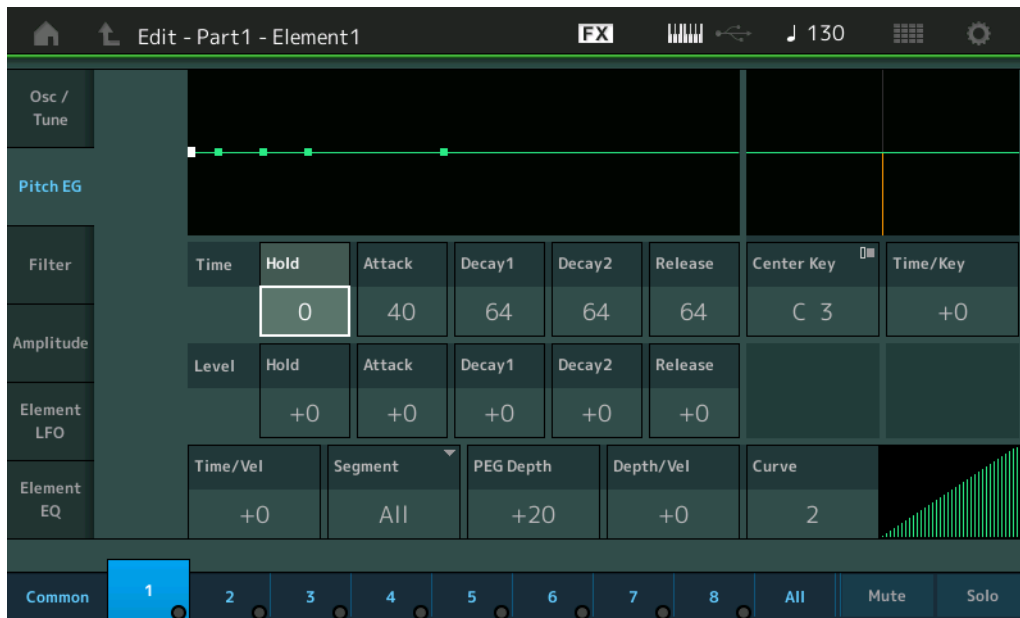 Edit - Part1 - Element1 FX ♩ 130
Osc /
Tune
Pitch EG
Filter
Amplitude
Element
LFO
Element
EQ
Time Hold Attack Decay1 Decay2 Release Center Key Time/Key
0 40 64 64 64 C 3 +0
Level Hold Attack Decay1 Decay2 Release
+0 +0 +0 +0 +0
Time/Vel Segment PEG Depth Depth/Vel Curve
+0 All +20 +0 2
Common 1 2 3 4 5 6 7 8 All Mute Solo